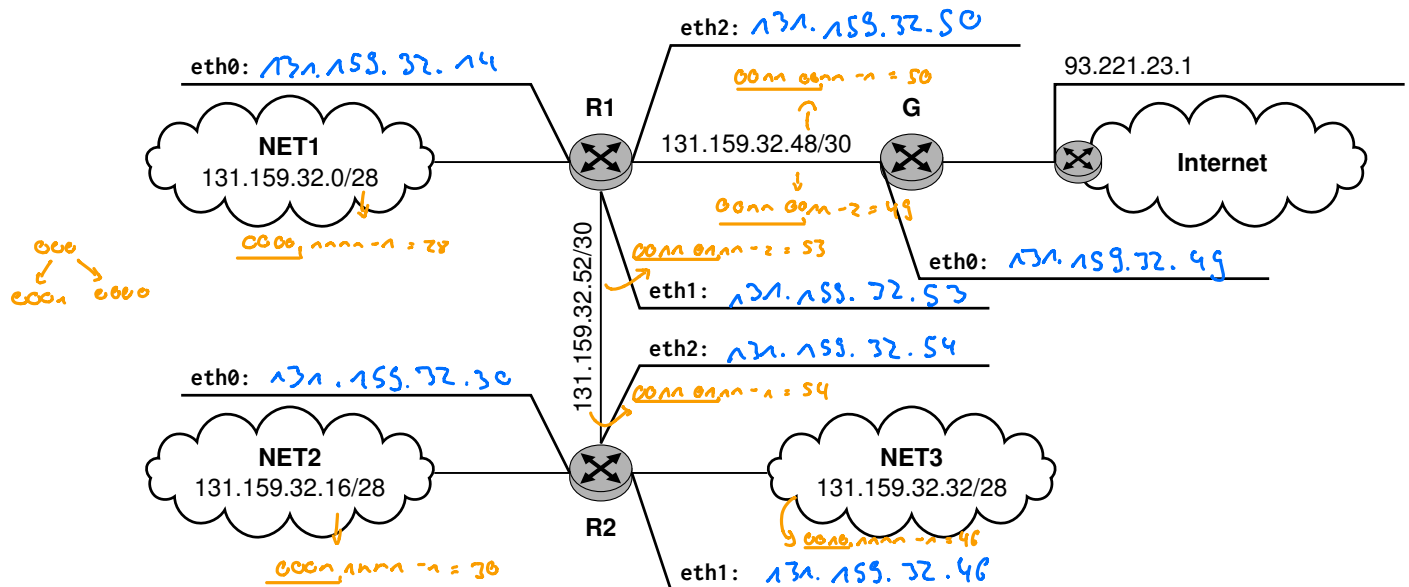 eth2: 131.159.32.50
eth0: 131.159.32.14
93.221.23.1
0011 0011 -1 = 50
R1
G
NET1
131.159.32.0/28
131.159.32.48/30
Internet
0011 0011 -2 = 49
0000,1111 -1 = 28
000
0001 0000
131.159.32.52/30
0011 0111 -2 = 53
eth0: 131.159.32.49
eth1: 131.159.32.53
eth2: 131.159.32.54
eth0: 131.159.32.30
0011 0111 -1 = 54
NET2
131.159.32.16/28
NET3
131.159.32.32/28
R2
0010,1111 -1 = 46
0001,1111 -1 = 30
eth1: 131.159.32.46